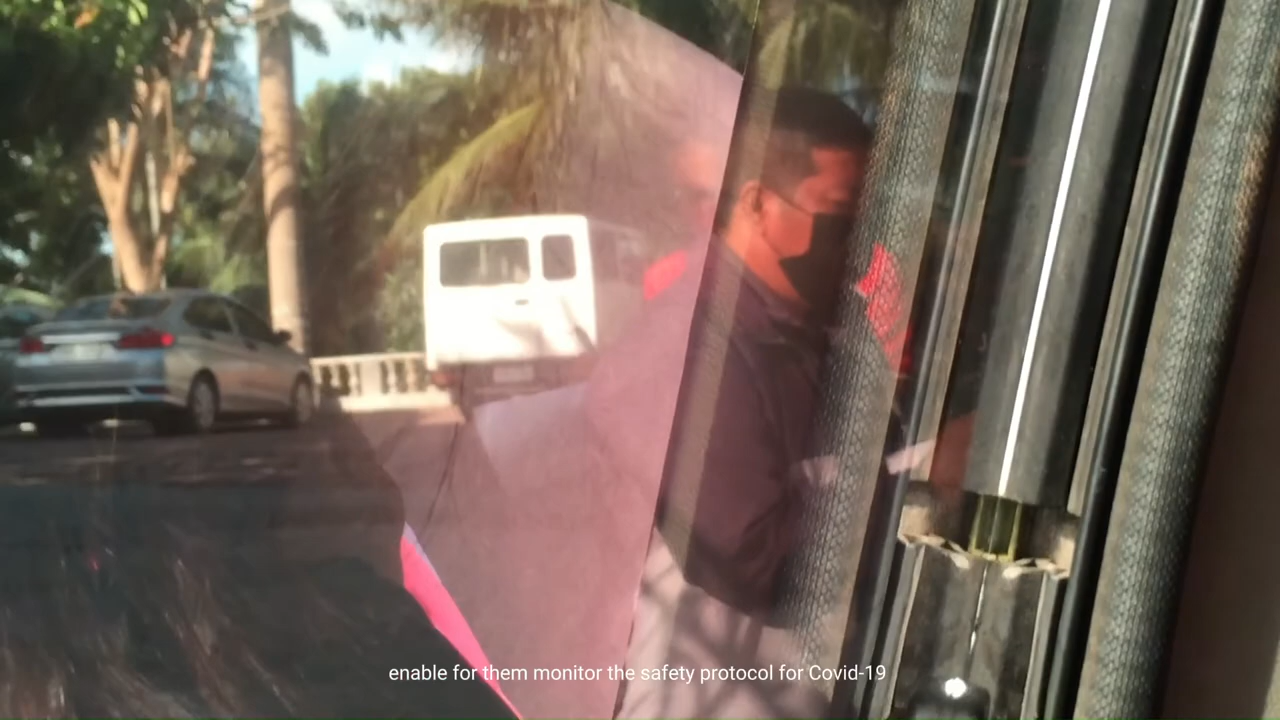 enable for them monitor the safety protocol for Covid-19